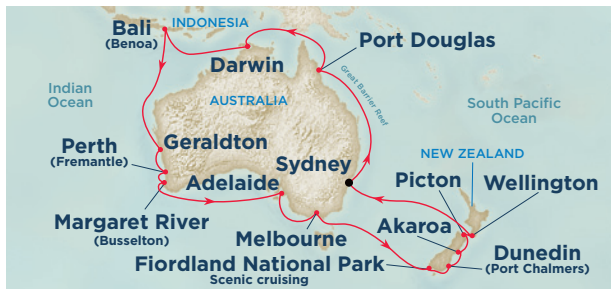 Bali
(Benoa)
INDONESIA
Port Douglas
Darwin
Great Barrier Reef
Indian
Ocean
AUSTRALIA
South Pacific
Ocean
Perth
(Fremantle)
Geraldton
Sydney
NEW ZEALAND
Adelaide
Picton
Wellington
Margaret River
(Busselton)
Melbourne
Akaroa
Dunedin
(Port Chalmers)
Fiordland National Park
Scenic cruising